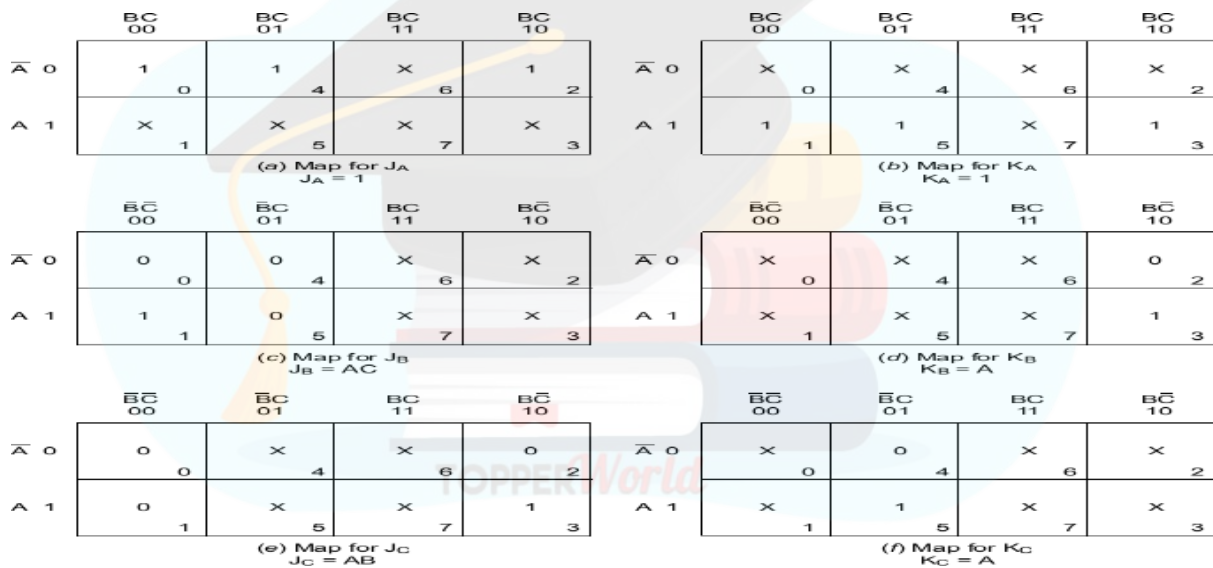 BC BC BC BC̅ BC BC BC BC
00 01 11 10 00 01 11 10
A̅ 0 1 1 X 1 A̅ 0 X X X X
0 4 6 2 0 4 6 2
A 1 X X X X A 1 1 1 X 1
1 5 7 3 1 5 7 3
(a) Map for JA (b) Map for KA
JA = 1 KA = 1
B̅C̅ B̅C BC BC̅ B̅C̅ B̅C BC BC̅
00 01 11 10 00 01 11 10
A̅ 0 0 0 X X A̅ 0 X X X 0
0 4 6 2 0 4 6 2
A 1 1 0 X X A 1 X X X 1
1 5 7 3 1 5 7 3
(c) Map for JB (d) Map for KB
JB = AC KB = A
B̅C̅ B̅C BC BC̅ B̅C̅ B̅C BC BC̅
00 01 11 10 00 01 11 10
A̅ 0 0 X X 0 A̅ 0 X 0 X X
0 4 6 2 0 4 6 2
TOPPERWorld
A 1 0 X X 1 A 1 X 1 X X
1 5 7 3 1 5 7 3
(e) Map for JC (f) Map for KC
JC = AB KC = A